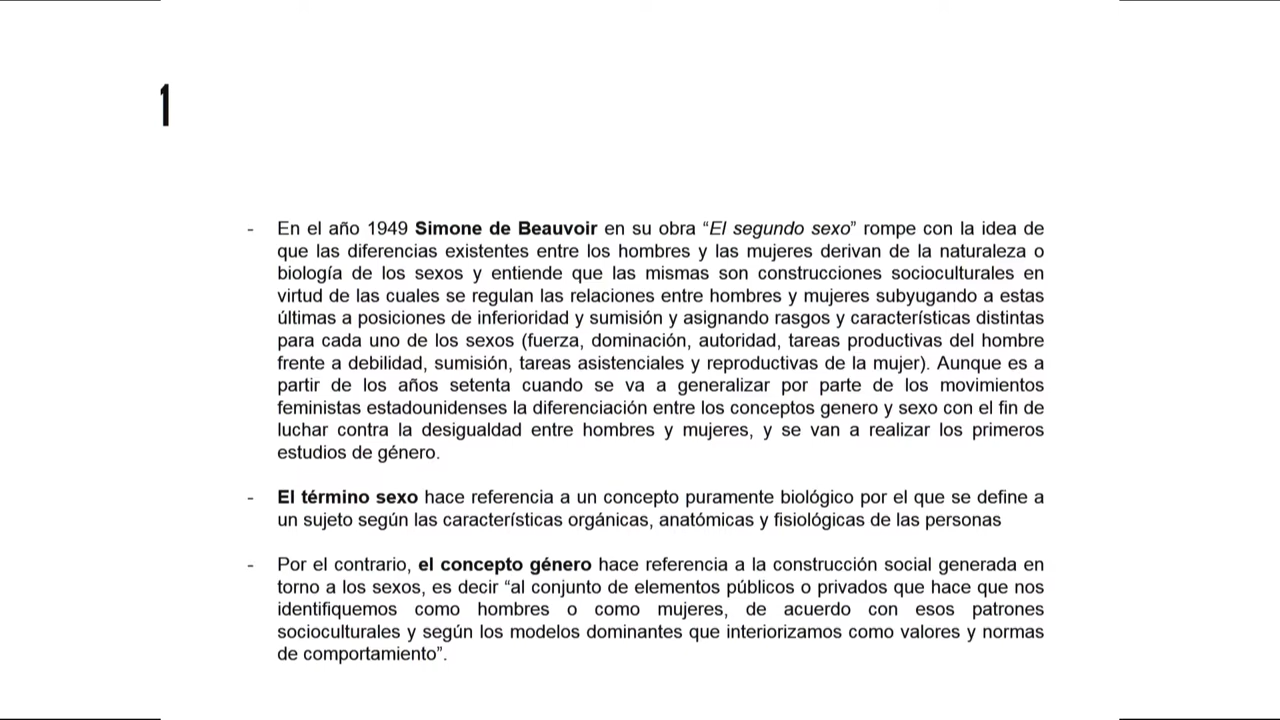 1
- En el año 1949 Simone de Beauvoir en su obra “El segundo sexo” rompe con la idea de
que las diferencias existentes entre los hombres y las mujeres derivan de la naturaleza o
biología de los sexos y entiende que las mismas son construcciones socioculturales en
virtud de las cuales se regulan las relaciones entre hombres y mujeres subyugando a estas
últimas a posiciones de inferioridad y sumisión y asignando rasgos y características distintas
para cada uno de los sexos (fuerza, dominación, autoridad, tareas productivas del hombre
frente a debilidad, sumisión, tareas asistenciales y reproductivas de la mujer). Aunque es a
partir de los años setenta cuando se va a generalizar por parte de los movimientos
feministas estadounidenses la diferenciación entre los conceptos genero y sexo con el fin de
luchar contra la desigualdad entre hombres y mujeres, y se van a realizar los primeros
estudios de género.
- El término sexo hace referencia a un concepto puramente biológico por el que se define a
un sujeto según las características orgánicas, anatómicas y fisiológicas de las personas
- Por el contrario, el concepto género hace referencia a la construcción social generada en
torno a los sexos, es decir “al conjunto de elementos públicos o privados que hace que nos
identifiquemos como hombres o como mujeres, de acuerdo con esos patrones
socioculturales y según los modelos dominantes que interiorizamos como valores y normas
de comportamiento”.